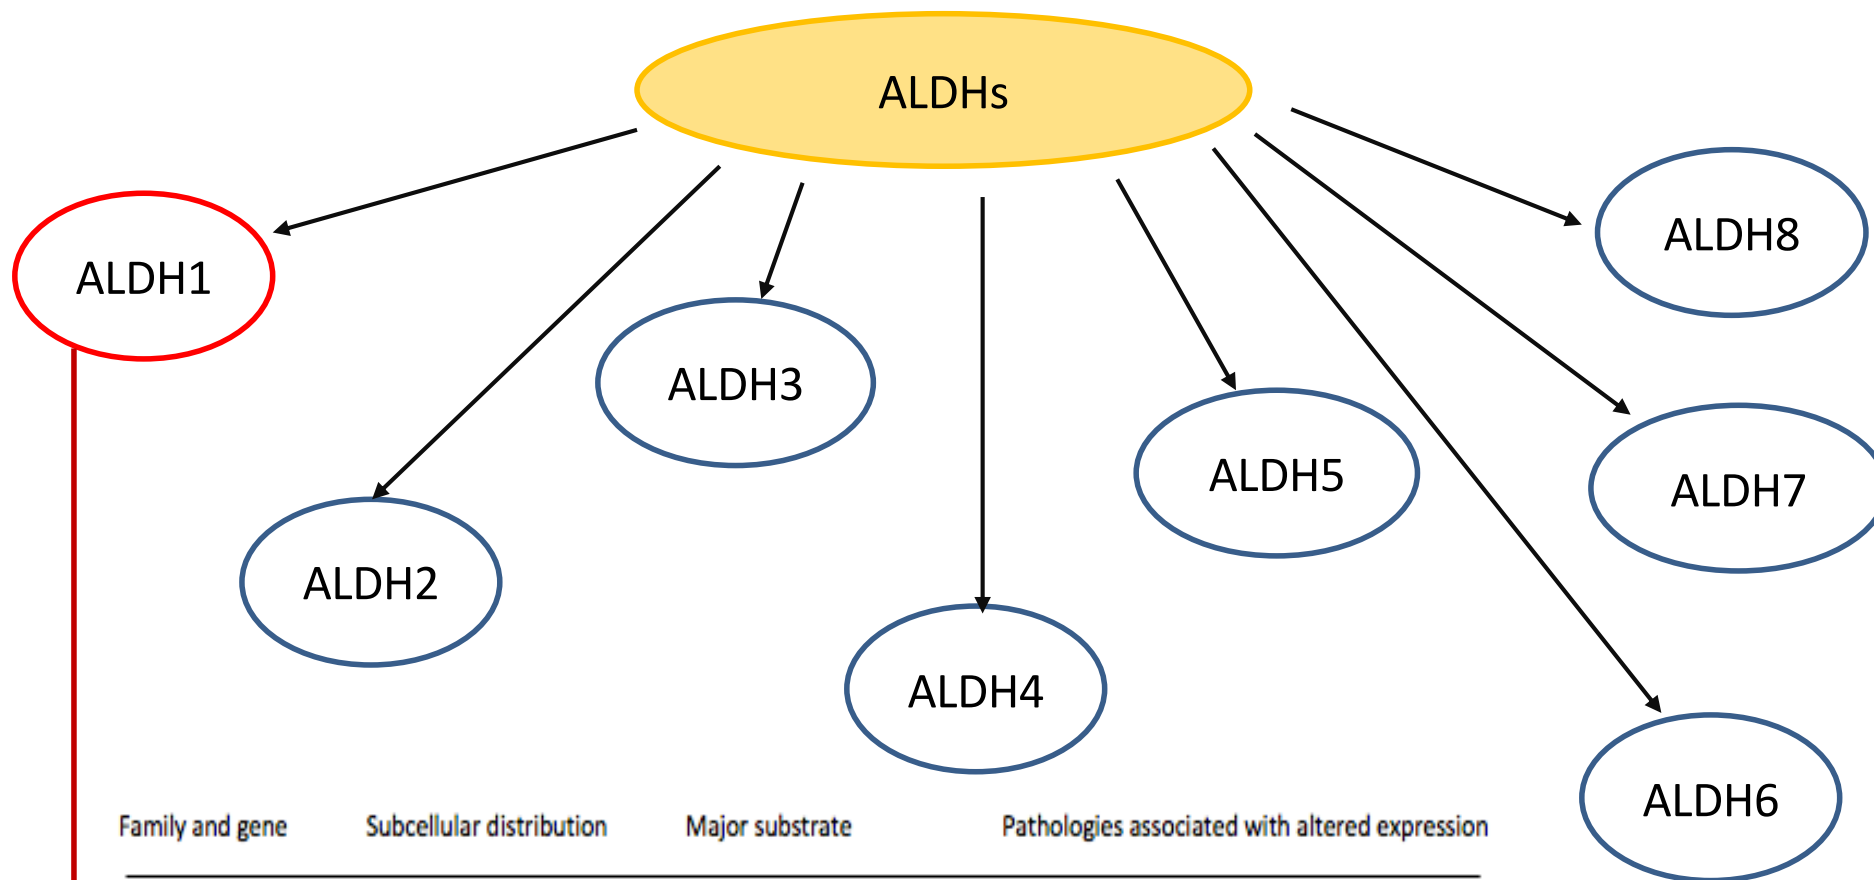 ALDHs
ALDH1
ALDH2
ALDH3
ALDH4
ALDH5
ALDH6
ALDH7
ALDH8
Family and gene Subcellular distribution Major substrate Pathologies associated with altered expression